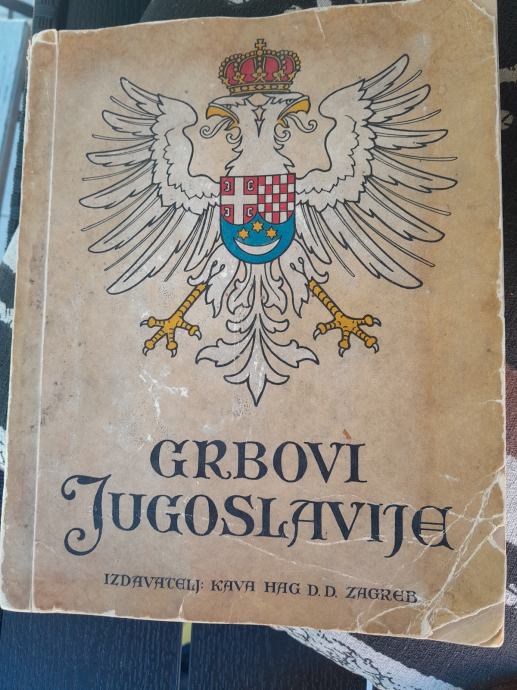 GRBOVI
JUGOSLAVIJE
IZDAVATELJ: KAVA HAG D.D. ZAGREB